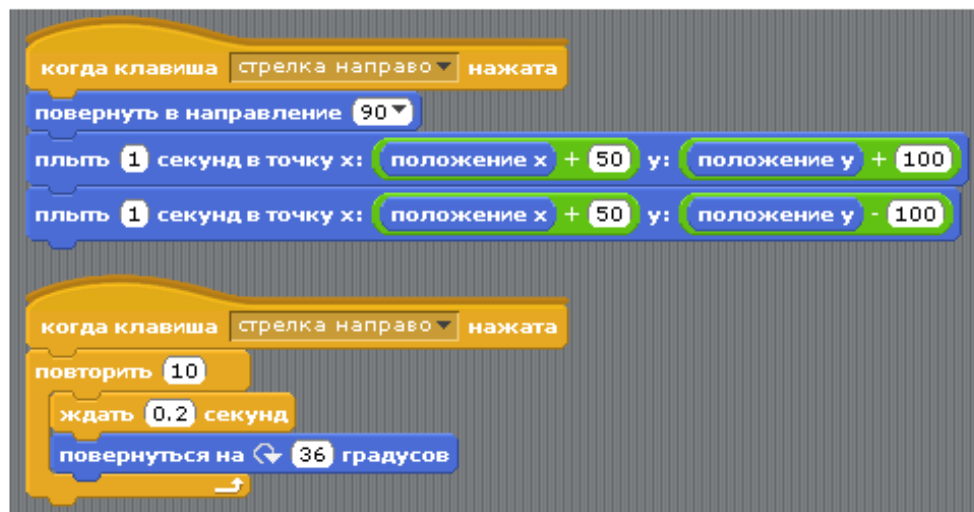 когда клавиша стрелка направо нажата
повернуть в направление 90
плыть 1 секунд в точку x: положение x + 50 y: положение y + 100
плыть 1 секунд в точку x: положение x + 50 y: положение y - 100
когда клавиша стрелка направо нажата
повторить 10
ждать 0.2 секунд
повернуться на 36 градусов